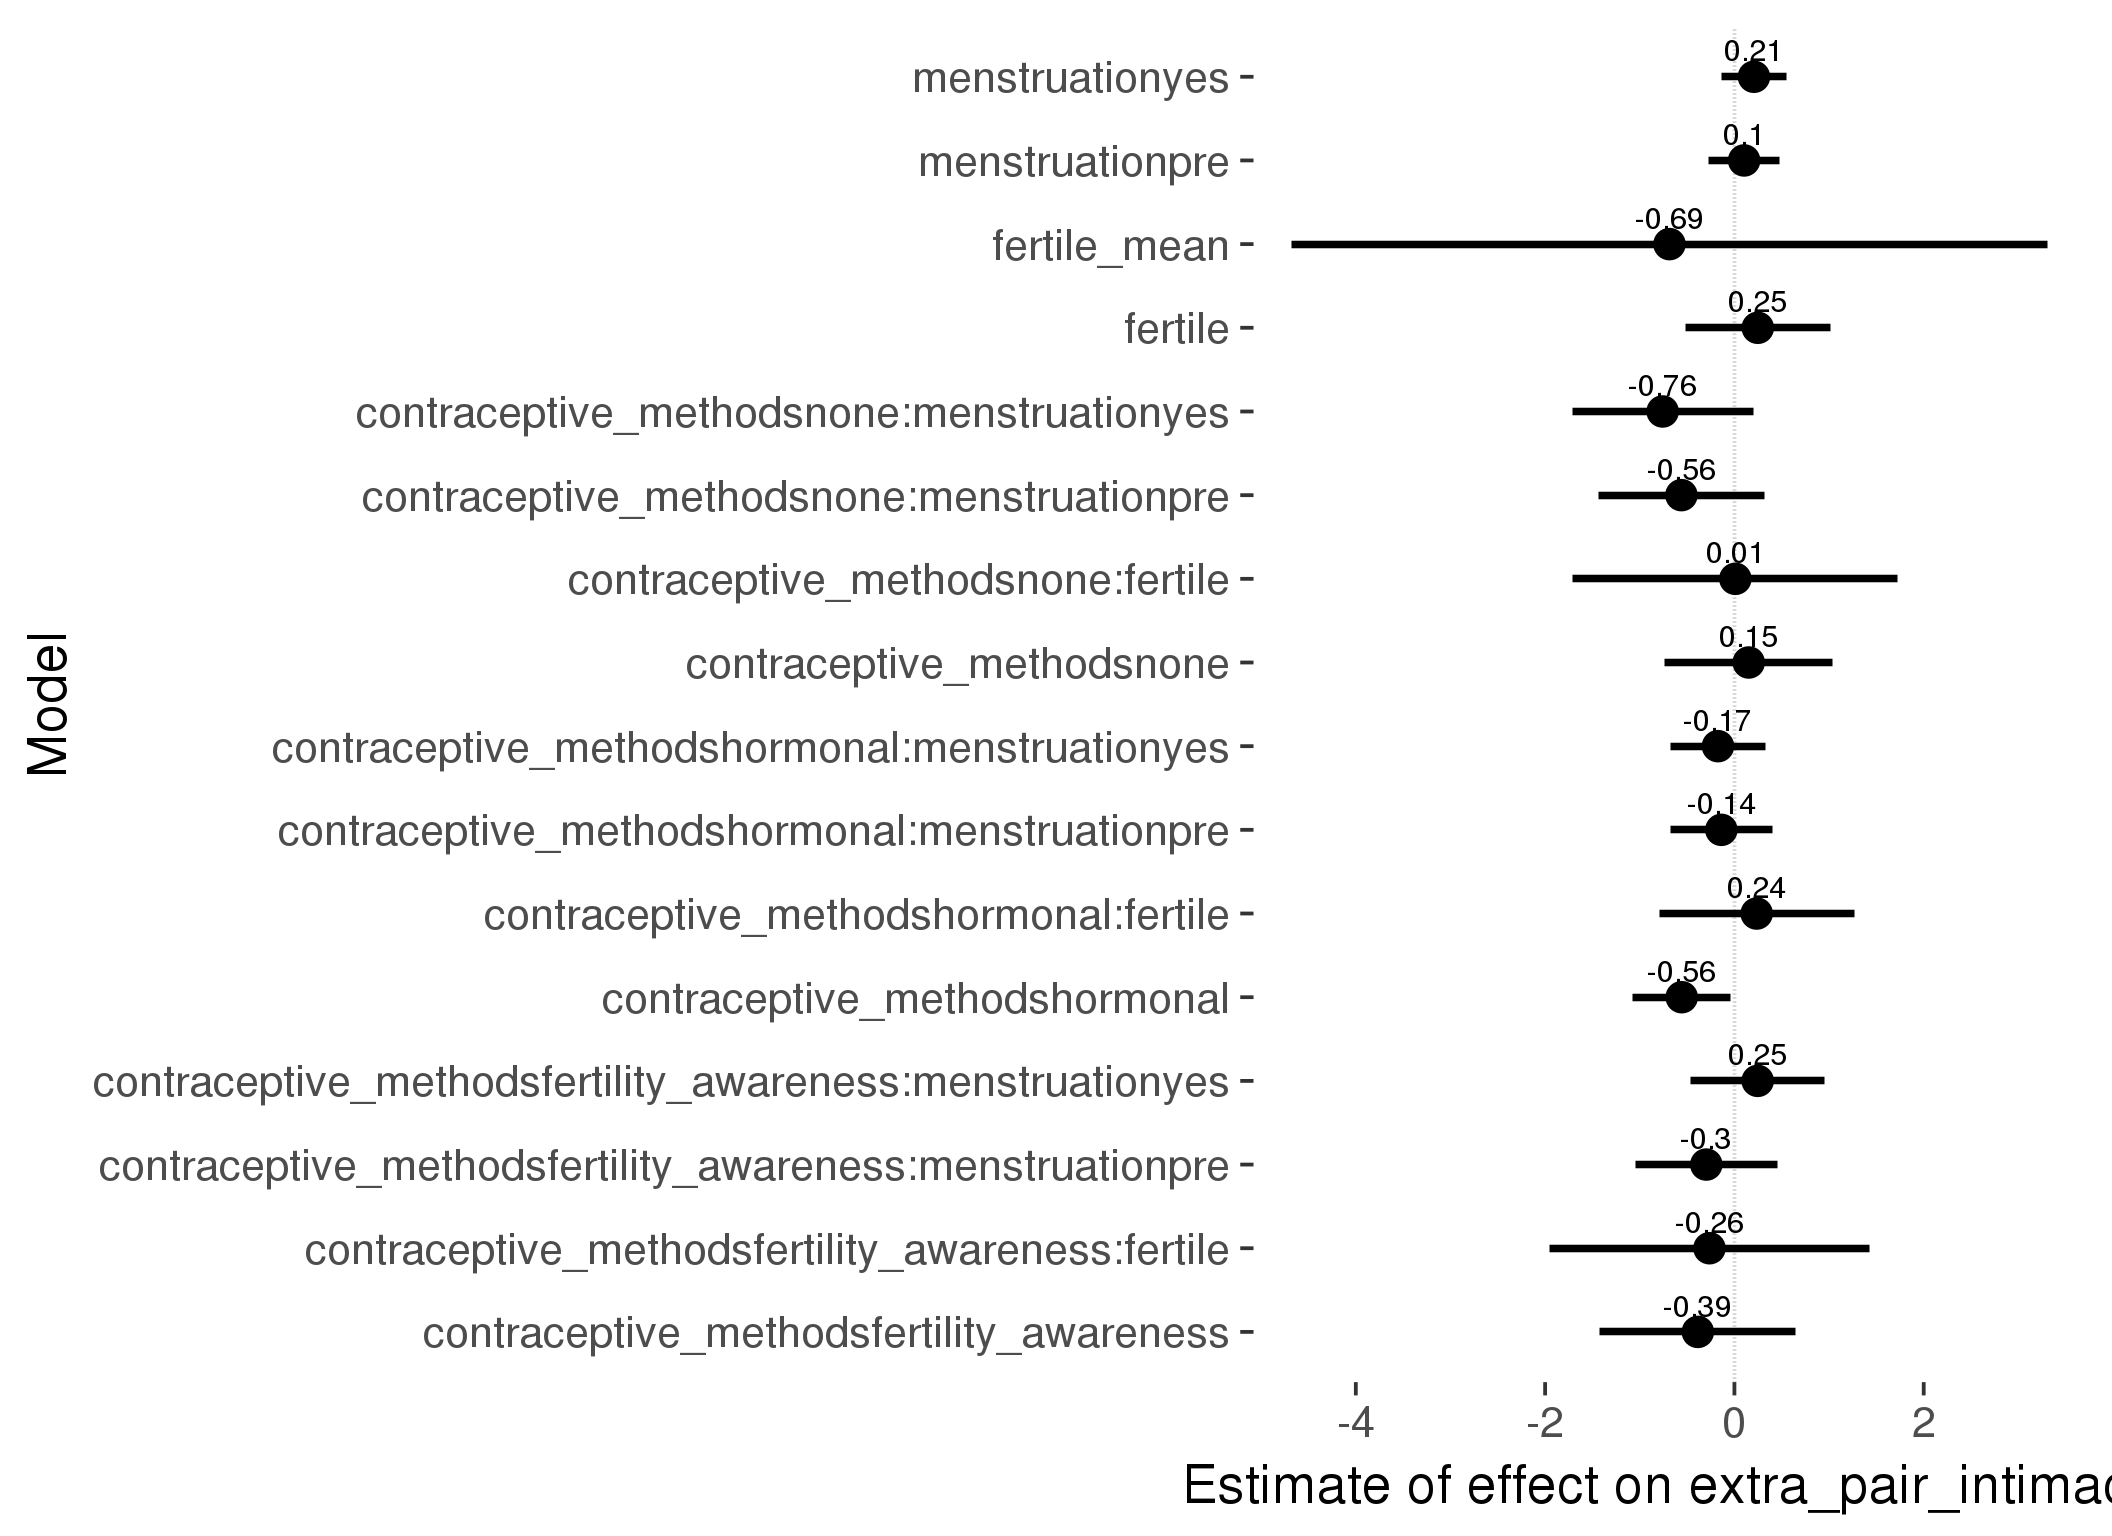 menstruationyes
0.21
menstruationpre
0.1
fertile_mean
-0.69
fertile
0.25
contraceptive_methodsnone:menstruationyes
-0.76
contraceptive_methodsnone:menstruationpre
-0.56
contraceptive_methodsnone:fertile
0.01
contraceptive_methodsnone
0.15
contraceptive_methodshormonal:menstruationyes
-0.17
contraceptive_methodshormonal:menstruationpre
-0.14
contraceptive_methodshormonal:fertile
0.24
contraceptive_methodshormonal
-0.56
contraceptive_methodsfertility_awareness:menstruationyes
0.25
contraceptive_methodsfertility_awareness:menstruationpre
-0.3
contraceptive_methodsfertility_awareness:fertile
-0.26
contraceptive_methodsfertility_awareness
-0.39
Model
-4 -2 0 2
Estimate of effect on extra_pair_intimac